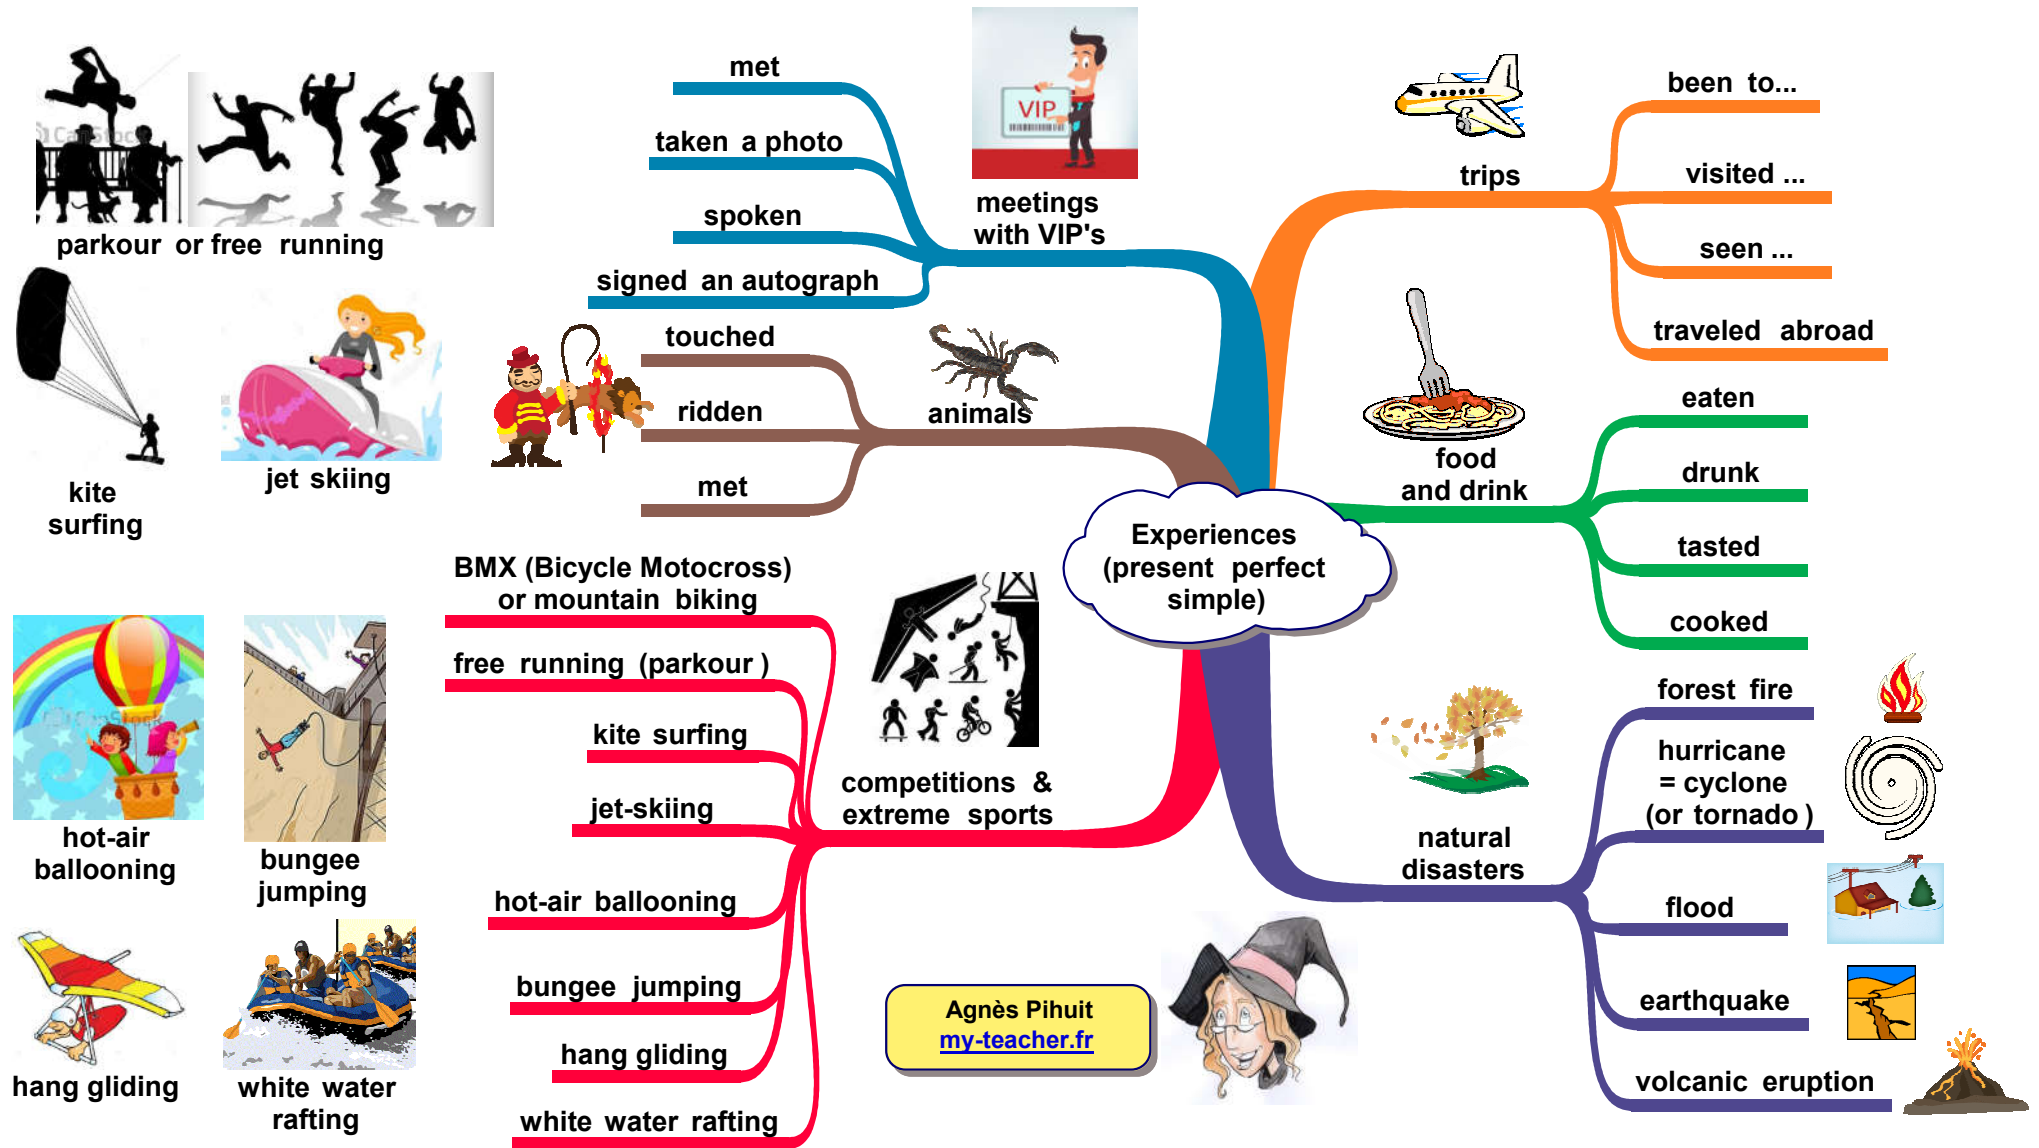 Experiences
(present perfect
simple)
meetings
with VIP's
VIP
met
taken a photo
spoken
signed an autograph
animals
touched
ridden
met
competitions &
extreme sports
BMX (Bicycle Motocross)
or mountain biking
free running (parkour )
kite surfing
jet-skiing
hot-air ballooning
bungee jumping
hang gliding
white water rafting
trips
been to...
visited ...
seen ...
traveled abroad
food
and drink
eaten
drunk
tasted
cooked
natural
disasters
forest fire
hurricane
= cyclone
(or tornado )
flood
earthquake
volcanic eruption
parkour or free running
kite
surfing
jet skiing
hot-air
ballooning
bungee
jumping
hang gliding
white water
rafting
CanStock
CanStock
Agnès Pihuit
my-teacher.fr